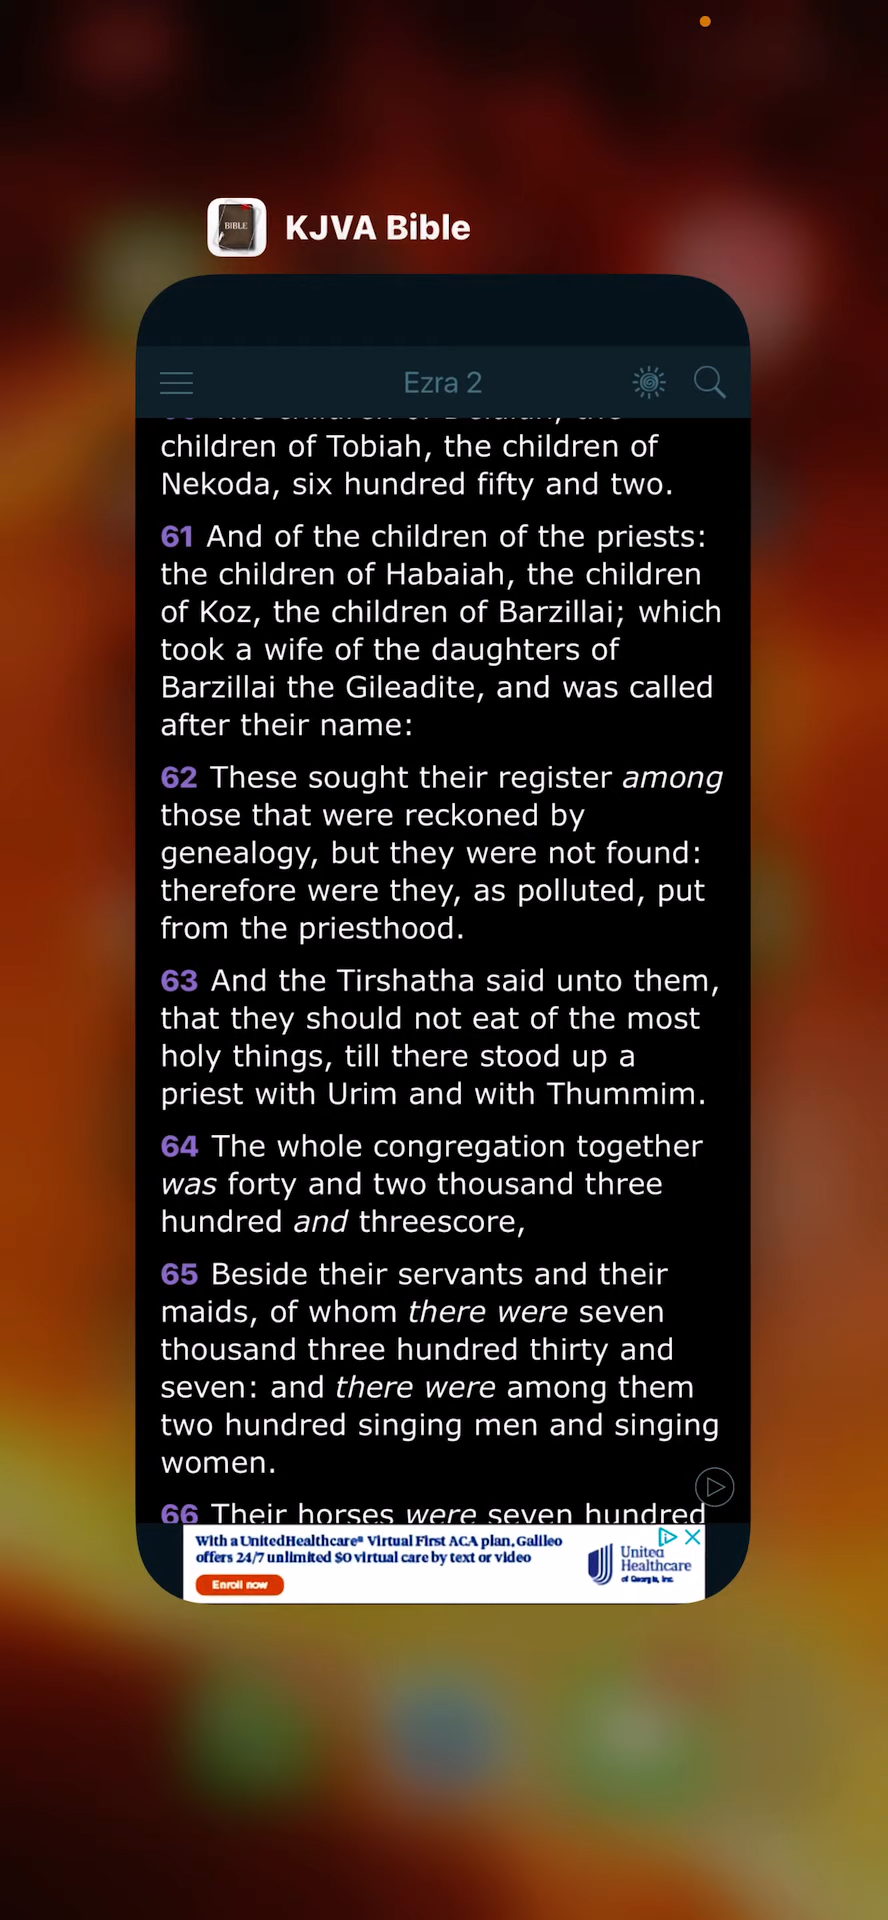 KJVA Bible
Ezra 2
children of Tobiah, the children of
Nekoda, six hundred fifty and two.
61 And of the children of the priests:
the children of Habaiah, the children
of Koz, the children of Barzillai; which
took a wife of the daughters of
Barzillai the Gileadite, and was called
after their name:
62 These sought their register among
those that were reckoned by
genealogy, but they were not found:
therefore were they, as polluted, put
from the priesthood.
63 And the Tirshatha said unto them,
that they should not eat of the most
holy things, till there stood up a
priest with Urim and with Thummim.
64 The whole congregation together
was forty and two thousand three
hundred and threescore,
65 Beside their servants and their
maids, of whom there were seven
thousand three hundred thirty and
seven: and there were among them
two hundred singing men and singing
women.
66 Their horses were seven hundred
With a UnitedHealthcare® Virtual First ACA plan, Galileo
offers 24/7 unlimited $0 virtual care by text or video
Enroll now
United
Healthcare
of Georgia, Inc.
BIBLE